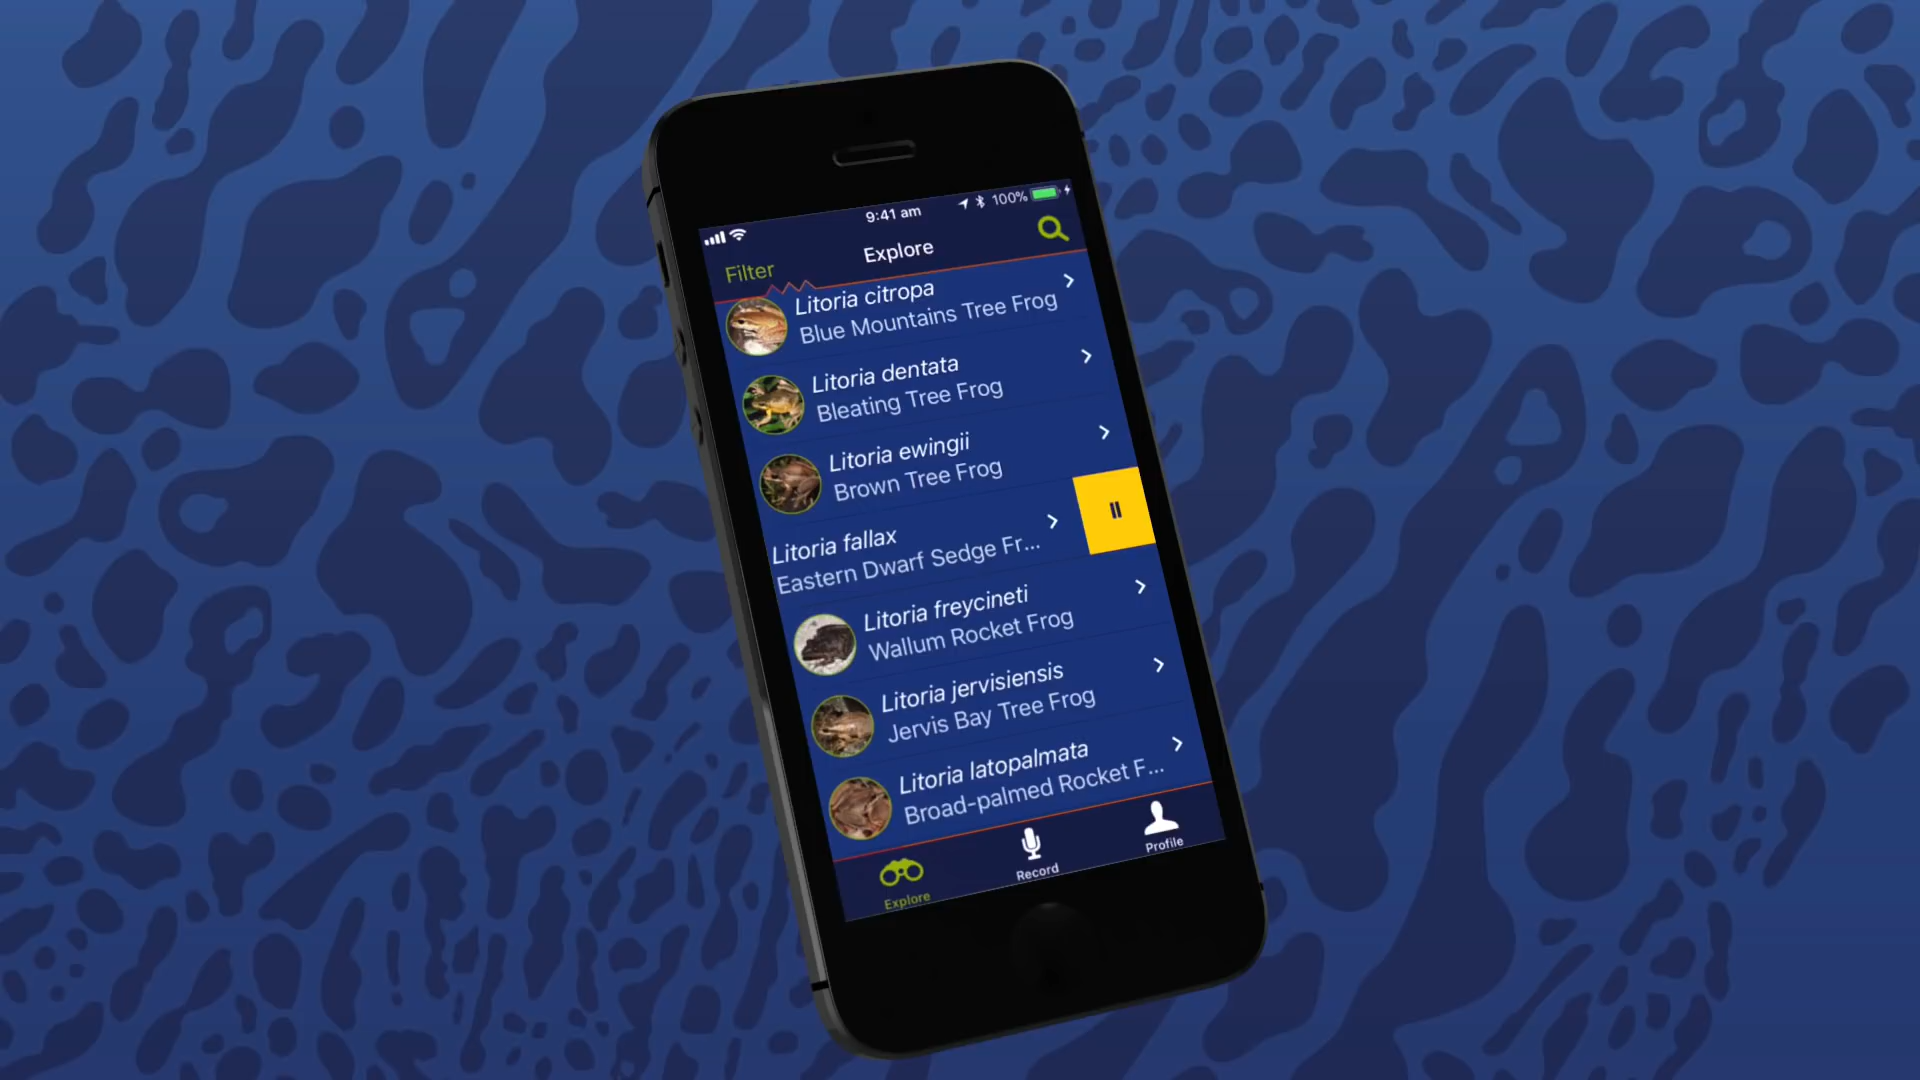 9:41 am
100%
Filter
Explore
Litoria citropa
Blue Mountains Tree Frog
Litoria dentata
Bleating Tree Frog
Litoria ewingii
Brown Tree Frog
Litoria fallax
Eastern Dwarf Sedge Fr...
Litoria freycineti
Wallum Rocket Frog
Litoria jervisiensis
Jervis Bay Tree Frog
Litoria latopalmata
Broad-palmed Rocket F...
Explore
Record
Profile